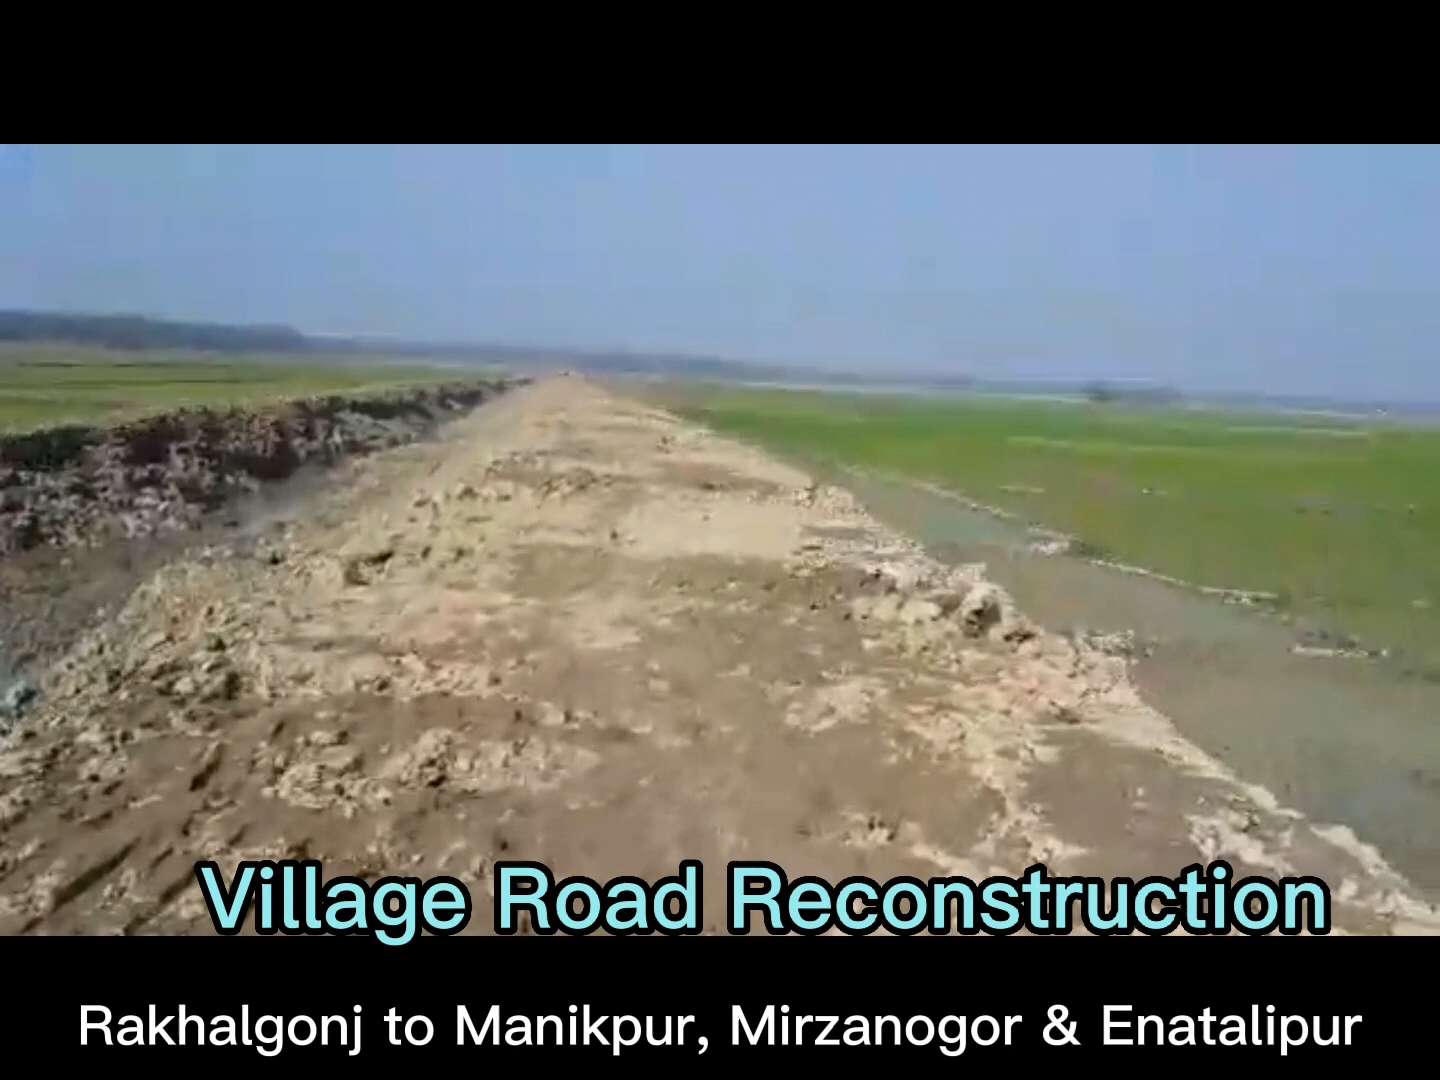 Village Road Reconstruction
Rakhalgonj to Manikpur, Mirzanogor & Enatalipur